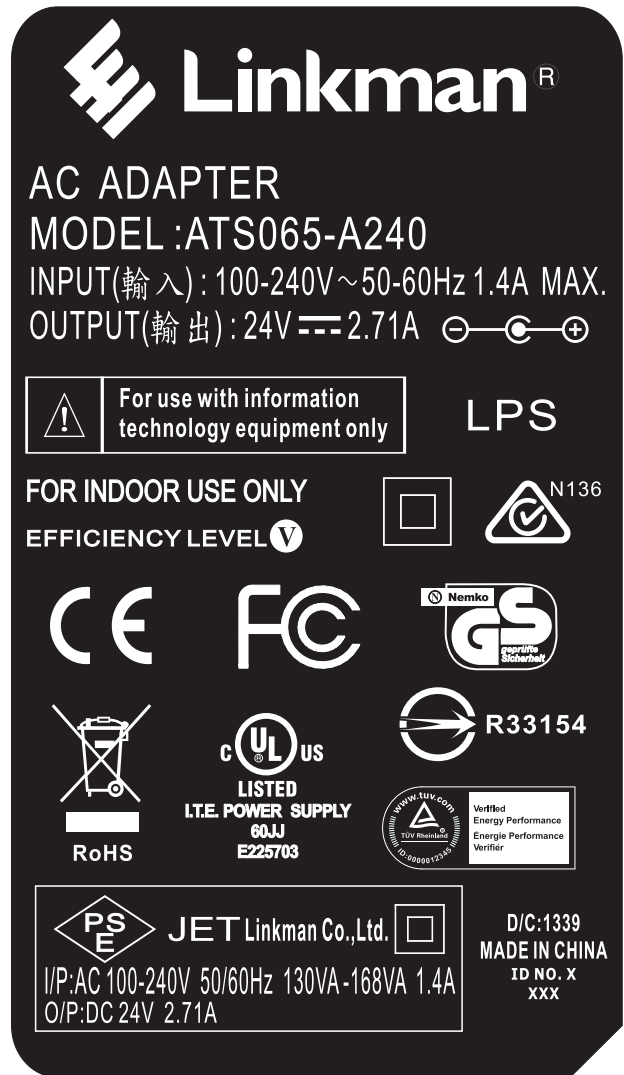 Linkman®
AC ADAPTER
MODEL :ATS065-A240
INPUT(輸入) : 100-240V～50-60Hz 1.4A MAX.
OUTPUT(輸出) : 24V ⎓ 2.71A
For use with information
technology equipment only
LPS
FOR INDOOR USE ONLY
N136
EFFICIENCY LEVEL V
CE
FC
N Nemko
GS
geprüfte
Sicherheit
R33154
C UL US
®
LISTED
I.T.E. POWER SUPPLY
60JJ
E225703
RoHS
www.tuv.com
TÜV Rheinland
ID:0000012345
Verified
Energy Performance
Énergie Performance
Verifiér
PS
E
JET Linkman Co.,Ltd.
I/P:AC 100-240V 50/60Hz 130VA-168VA 1.4A
O/P:DC 24V 2.71A
D/C:1339
MADE IN CHINA
ID NO. X
XXX